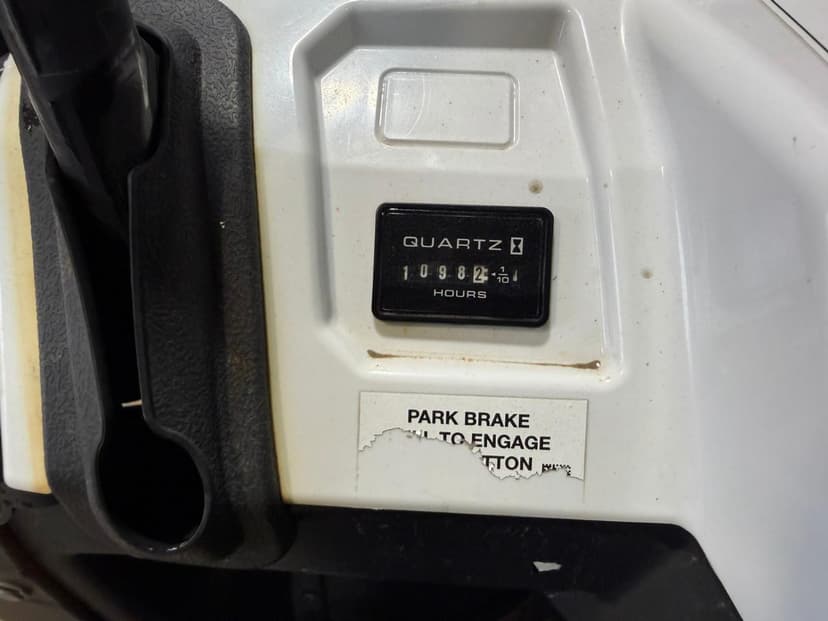 QUARTZ
1 0 9 8 2 1/10
HOURS
PARK BRAKE
TO ENGAGE